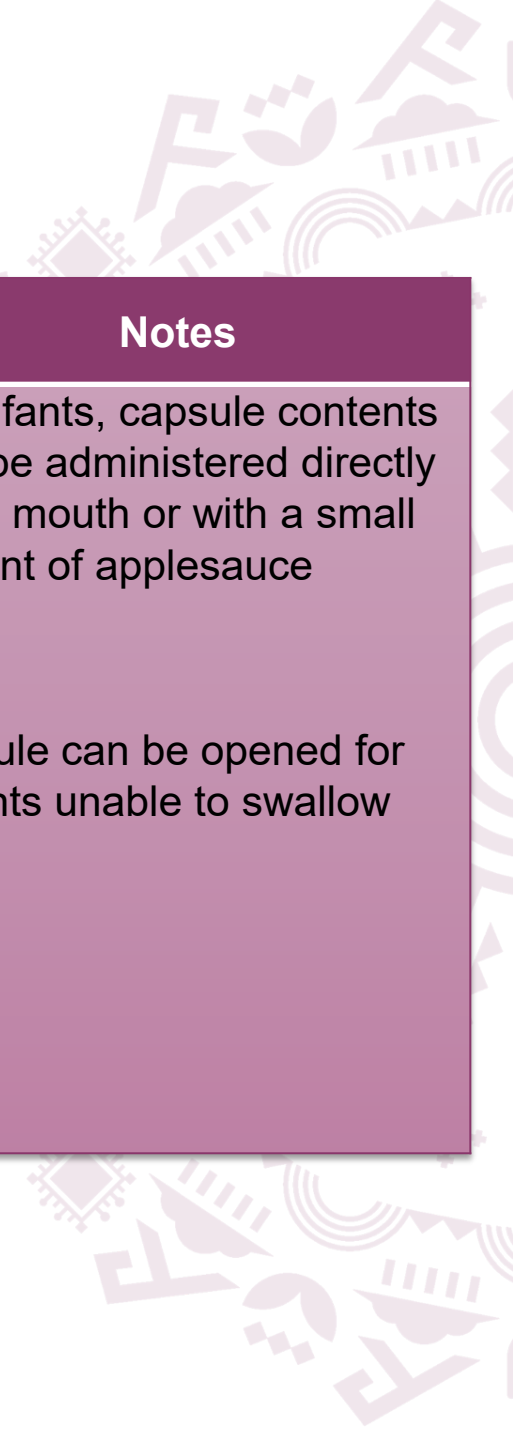 Notes
fants, capsule contents
be administered directly
mouth or with a small
nt of applesauce
ule can be opened for
nts unable to swallow